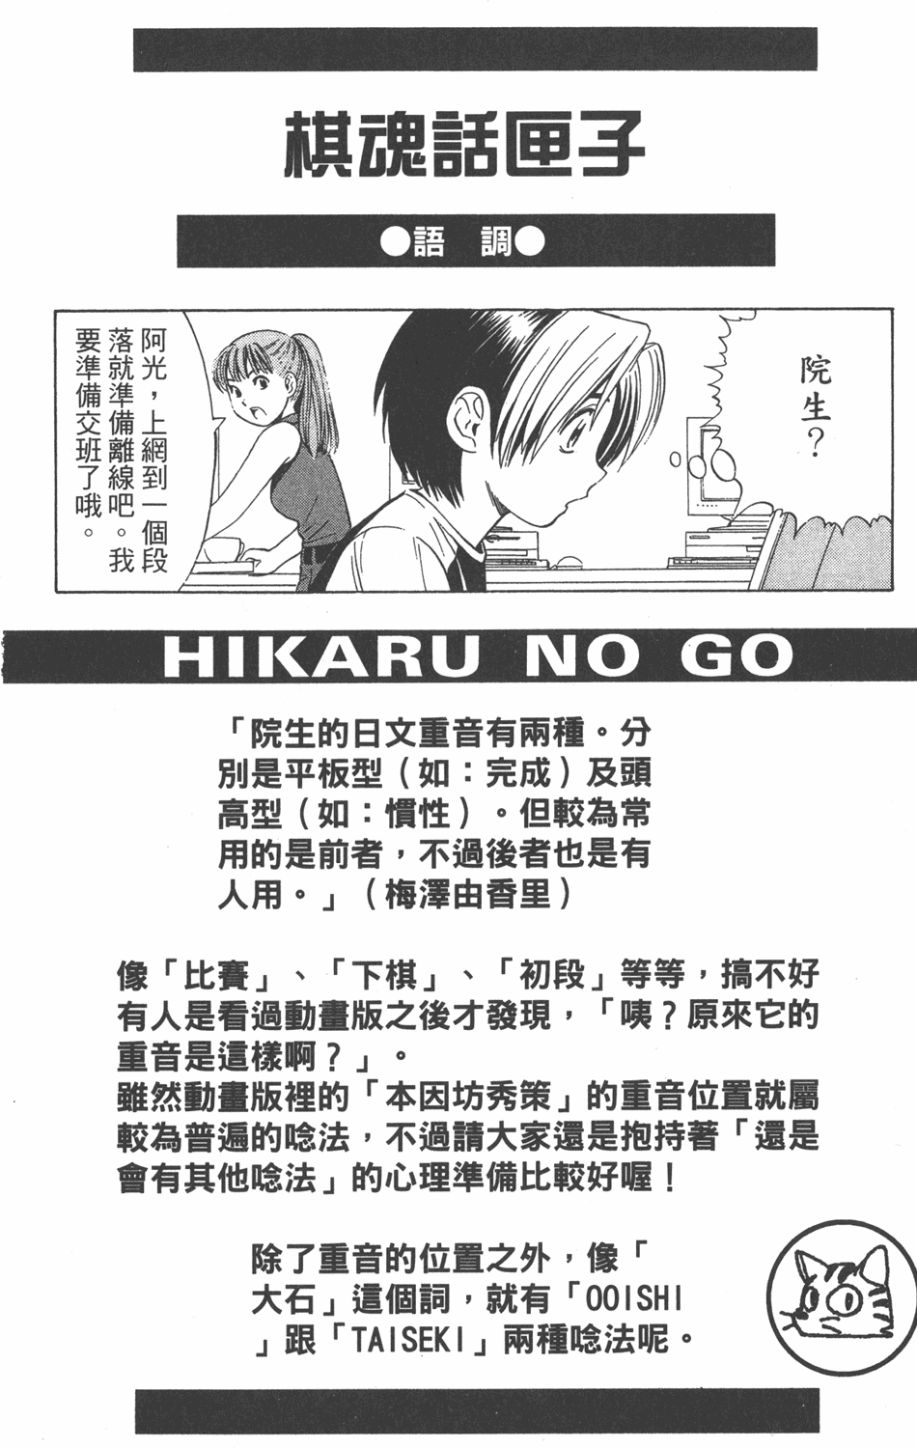 棋魂話匣子
●語　調●
院生？
阿光，上網到一個段
落就準備離線吧。我
要準備交班了哦。
HIKARU NO GO
「院生的日文重音有兩種。分
別是平板型（如：完成）及頭
高型（如：慣性）。但較為常
用的是前者，不過後者也是有
人用。」（梅澤由香里）
像「比賽」、「下棋」、「初段」等等，搞不好
有人是看過動畫版之後才發現，「咦？原來它的
重音是這樣啊？」。
雖然動畫版裡的「本因坊秀策」的重音位置就屬
較為普遍的唸法，不過請大家還是抱持著「還是
會有其他唸法」的心理準備比較好喔！
除了重音的位置之外，像「
大石」這個詞，就有「OOISHI
」跟「TAISEKI」兩種唸法呢。